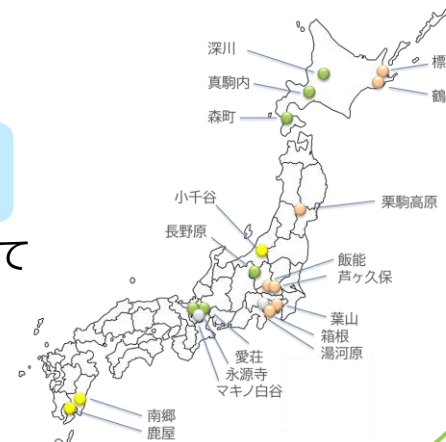 深川
真駒内
森町
標
鶴
栗駒高原
小千谷
長野原
て
飯能
芦ヶ久保
葉山
箱根
湯河原
愛荘
永源寺
マキノ白谷
南郷
鹿屋